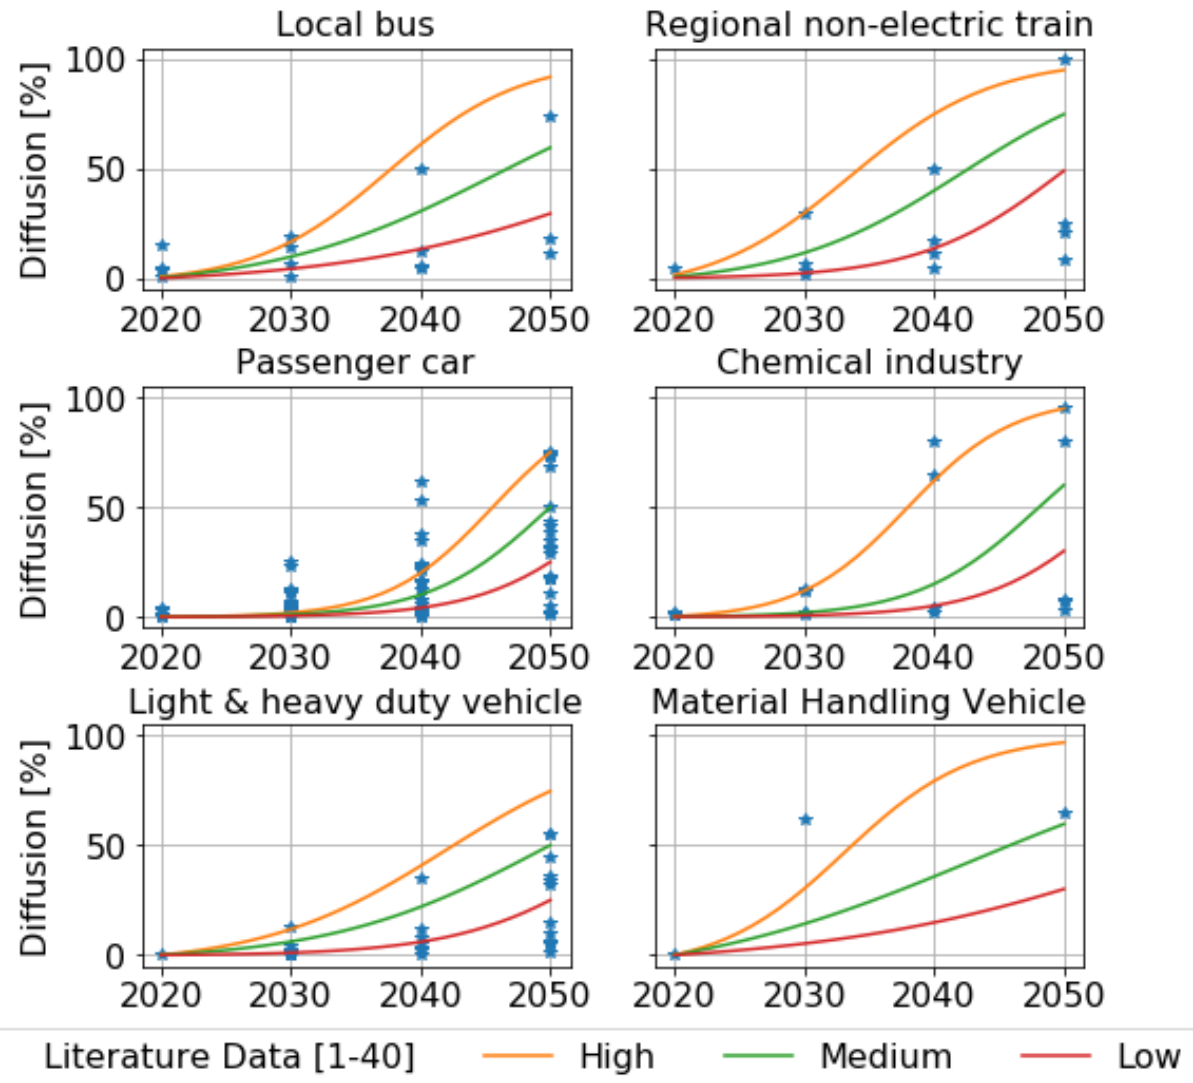 Local bus
Regional non-electric train
Diffusion [%]
100
50
0
2020 2030 2040 2050
2020 2030 2040 2050
Passenger car
Chemical industry
Diffusion [%]
100
50
0
2020 2030 2040 2050
2020 2030 2040 2050
Light & heavy duty vehicle
Material Handling Vehicle
Diffusion [%]
100
50
0
2020 2030 2040 2050
2020 2030 2040 2050
Literature Data [1-40] High Medium Low